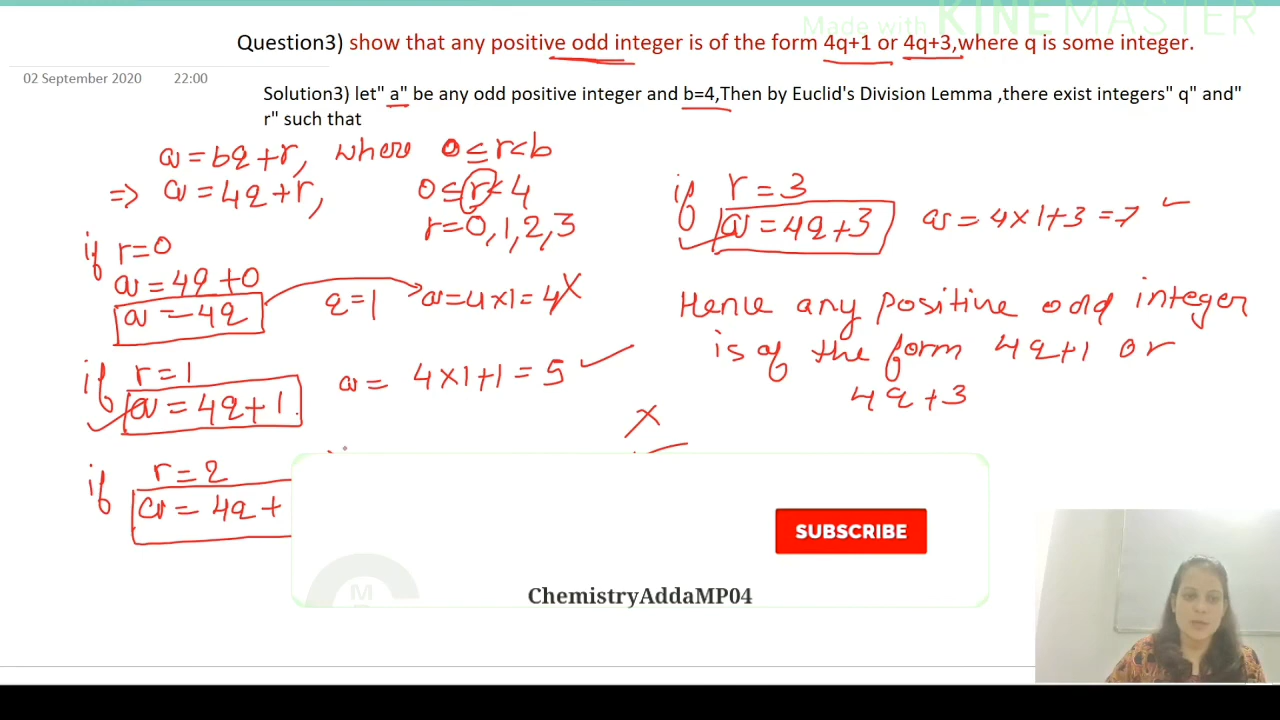 Made with KINEMASTER
Question3) show that any positive odd integer is of the form 4q+1 or 4q+3,where q is some integer.
02 September 2020 22:00
Solution3) let" a" be any odd positive integer and b=4,Then by Euclid's Division Lemma ,there exist integers" q" and"
r" such that
a = bq + r, where 0 ≤ r < b
=> a = 4q + r, 0 ≤ r < 4
r = 0, 1, 2, 3
if r = 0
a = 4q + 0
a = 4q q = 1 a = 4 × 1 = 4 X
if r = 1
a = 4q + 1 a = 4 × 1 + 1 = 5 ✓
if r = 2
a = 4q +
X
if r = 3
a = 4q + 3 a = 4 × 1 + 3 = 7 ✓
Hence any positive odd integer
is of the form 4q+1 or
4q+3
SUBSCRIBE
ChemistryAddaMP04